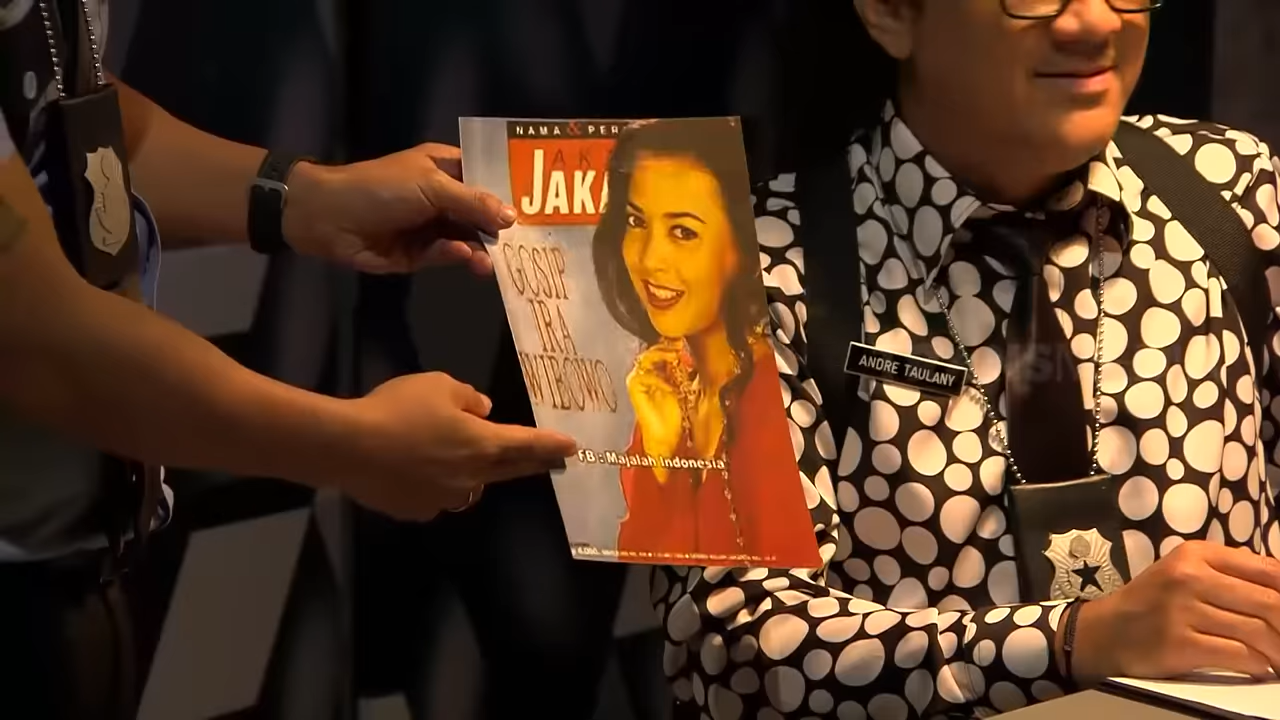 NAMA & PER
JAKA
GOSIP
IRA
WIBOWO
FB : Majalah Indonesia
ANDRE TAULANY